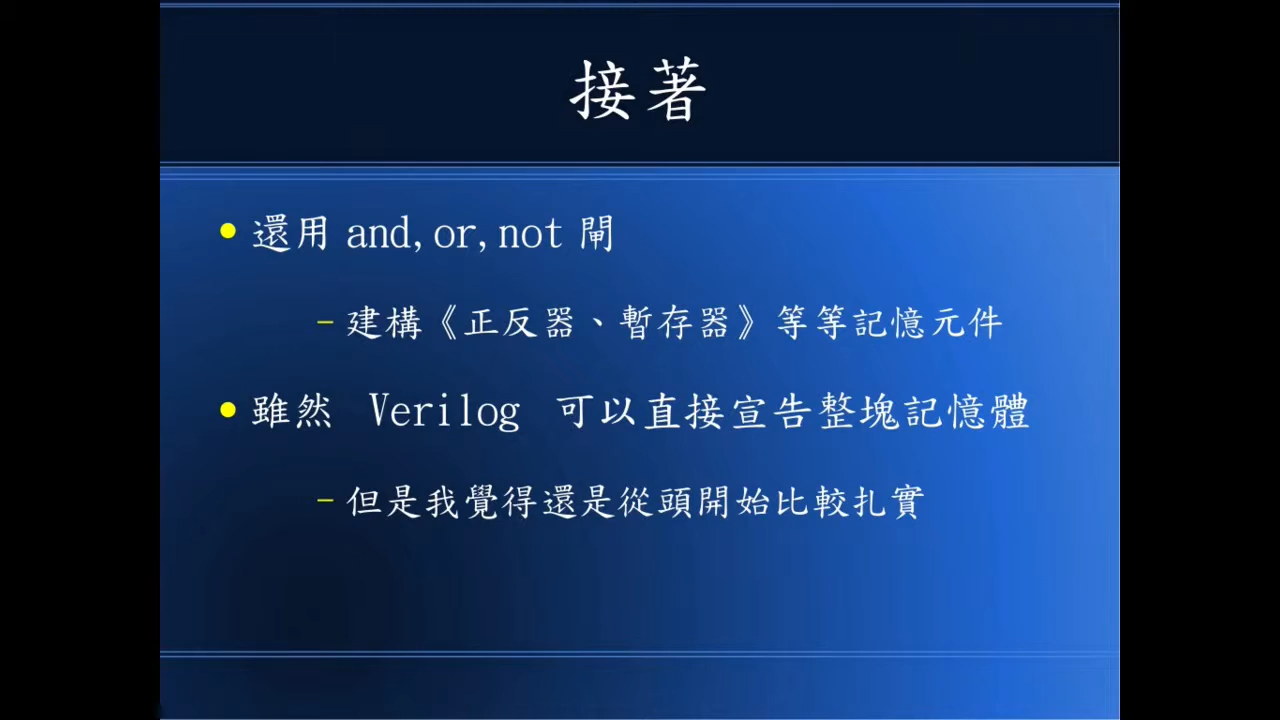 接著
還用 and,or,not 閘
建構《正反器、暫存器》等等記憶元件
雖然 Verilog 可以直接宣告整塊記憶體
但是我覺得還是從頭開始比較扎實